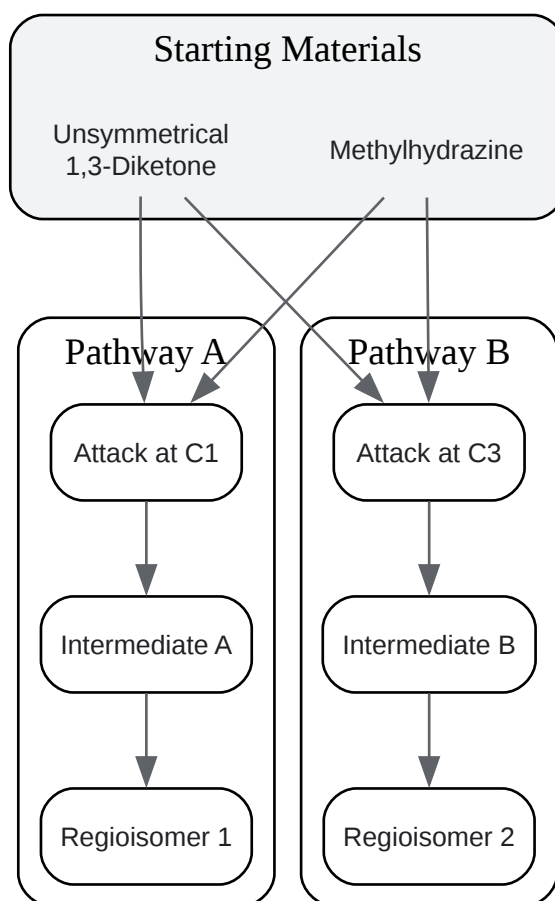 Starting Materials
Unsymmetrical
1,3-Diketone
Methylhydrazine
Pathway A
Pathway B
Attack at C1
Attack at C3
Intermediate A
Intermediate B
Regioisomer 1
Regioisomer 2